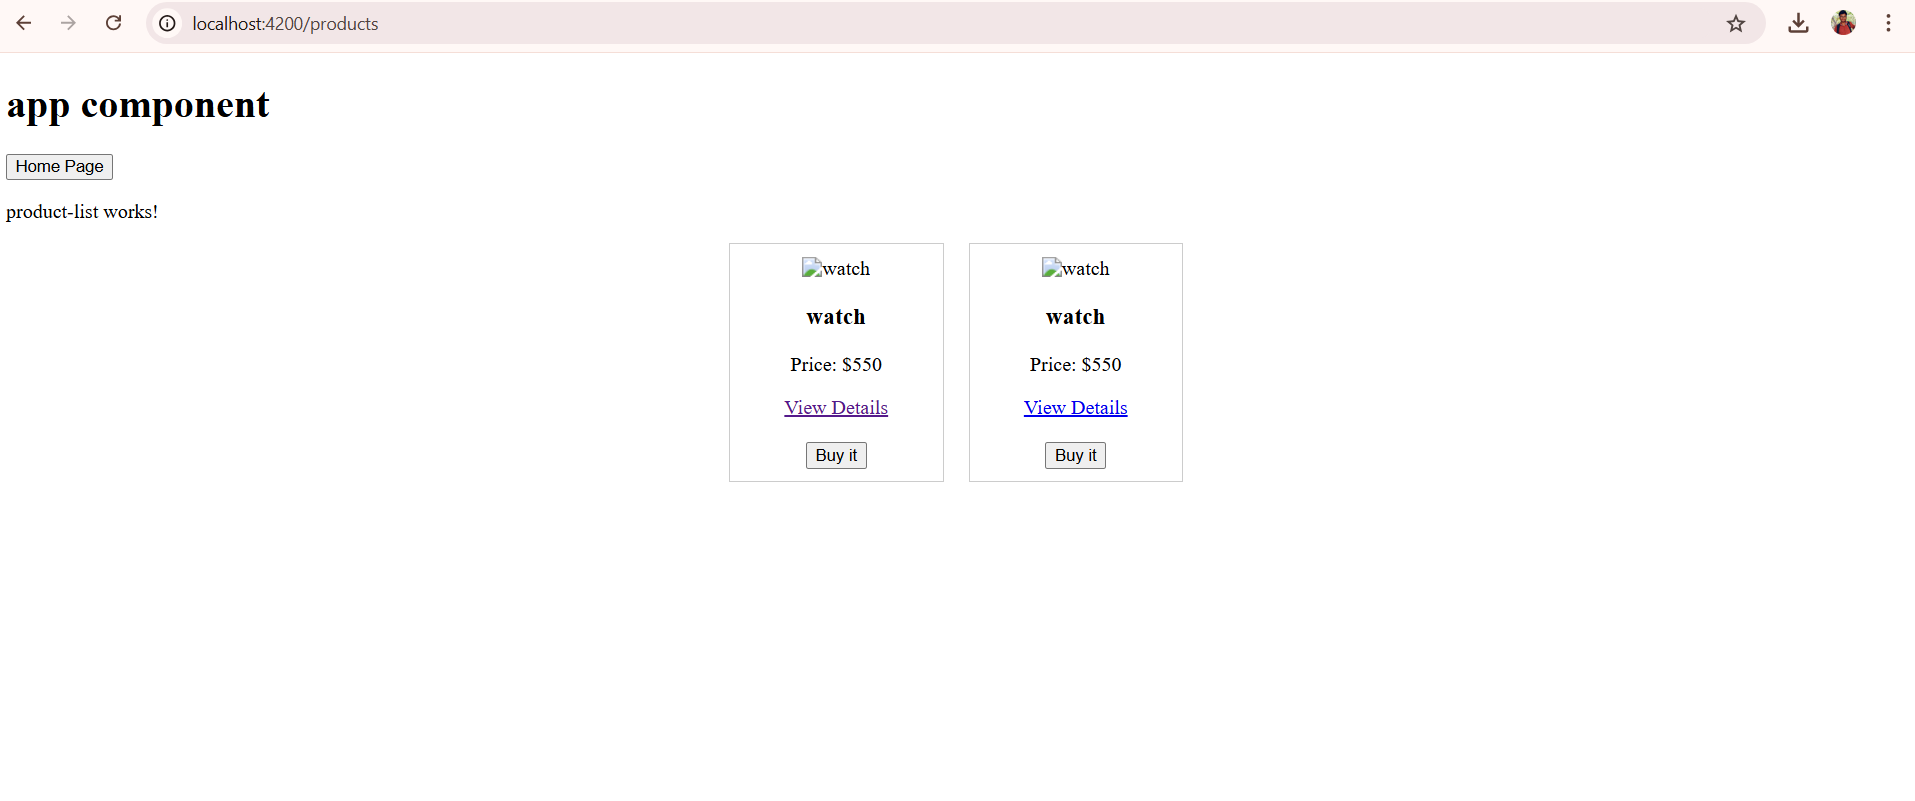 localhost:4200/products
app component
Home Page
product-list works!
watch watch
watch watch
Price: $550 Price: $550
View Details View Details
Buy it Buy it